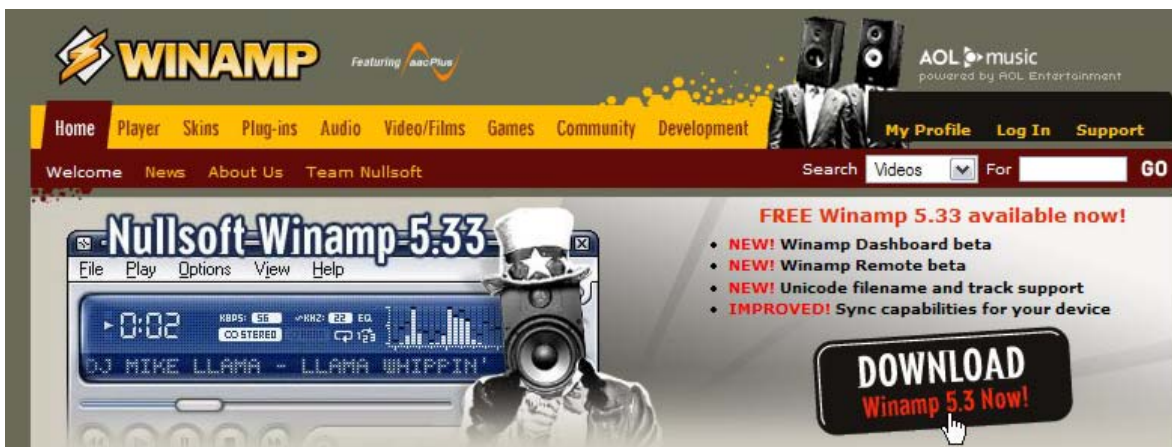 WINAMP
Featuring aacPlus
AOL music
powered by AOL Entertainment
Home Player Skins Plug-ins Audio Video/Films Games Community Development
My Profile Log In Support
Welcome News About Us Team Nullsoft
Search Videos For GO
Nullsoft Winamp 5.33
File Play Options View Help
0:02
KBPS: 56 KHZ: 22 EQ
STEREO
DJ MIKE LLAMA - LLAMA WHIPPIN'
FREE Winamp 5.33 available now!
• NEW! Winamp Dashboard beta
• NEW! Winamp Remote beta
• NEW! Unicode filename and track support
• IMPROVED! Sync capabilities for your device
DOWNLOAD
Winamp 5.3 Now!